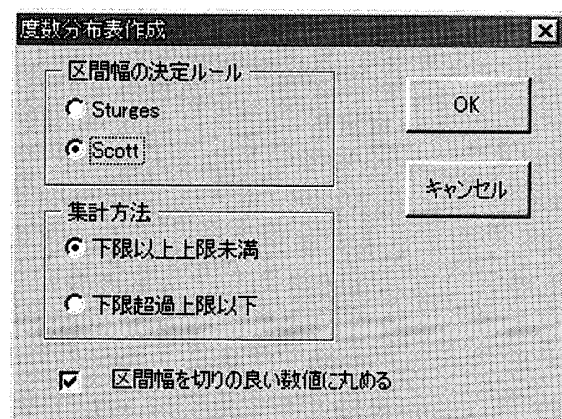 度数分布表作成
区間幅の決定ルール
Sturges
Scott
OK
キャンセル
集計方法
下限以上上限未満
下限超過上限以下
区間幅を切りの良い数値に丸める